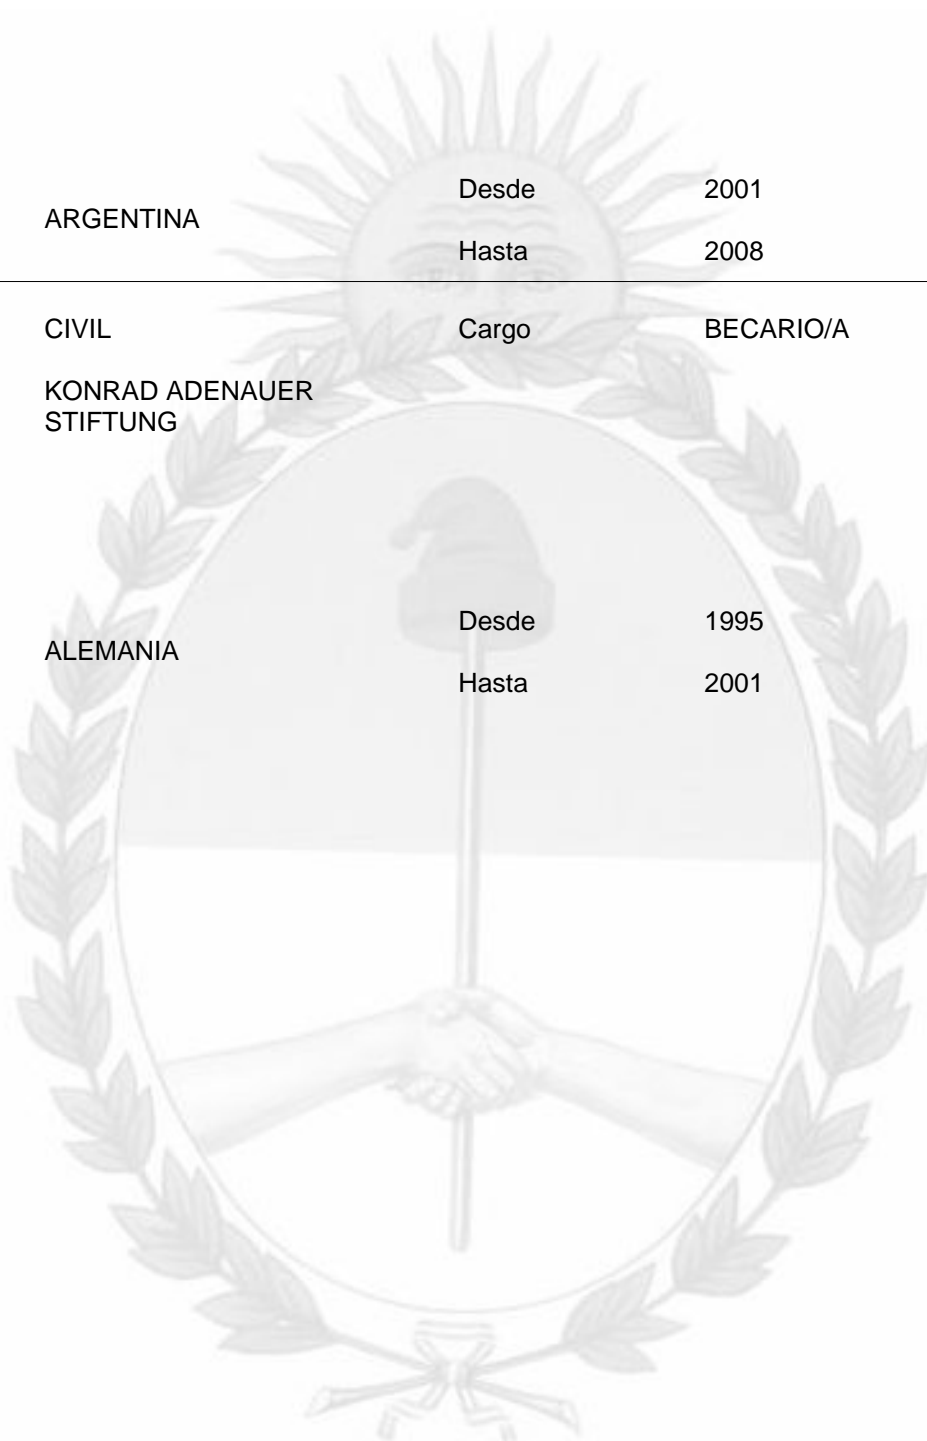 Desde 2001
ARGENTINA
Hasta 2008
CIVIL Cargo BECARIO/A
KONRAD ADENAUER
STIFTUNG
Desde 1995
ALEMANIA
Hasta 2001